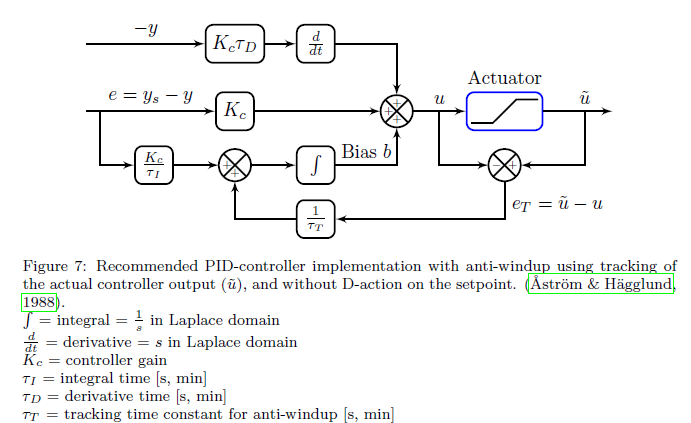 −y
K_cτ_D
d/dt
e = y_s − y
K_c
+
+
+
u
Actuator
ũ
K_c/τ_I
+
+
∫
Bias b
−
+
e_T = ũ − u
1/τ_T
Figure 7: Recommended PID-controller implementation with anti-windup using tracking of
the actual controller output (ũ), and without D-action on the setpoint. (Åström & Hägglund,
1988).
∫ = integral = 1/s in Laplace domain
d/dt = derivative = s in Laplace domain
K_c = controller gain
τ_I = integral time [s, min]
τ_D = derivative time [s, min]
τ_T = tracking time constant for anti-windup [s, min]